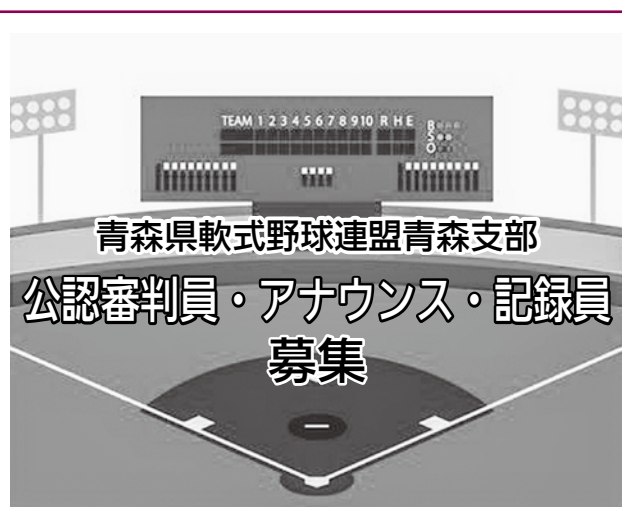 TEAM 1 2 3 4 5 6 7 8 9 10 R H E
B
S
O
青森県軟式野球連盟青森支部
公認審判員・アナウンス・記録員
募集